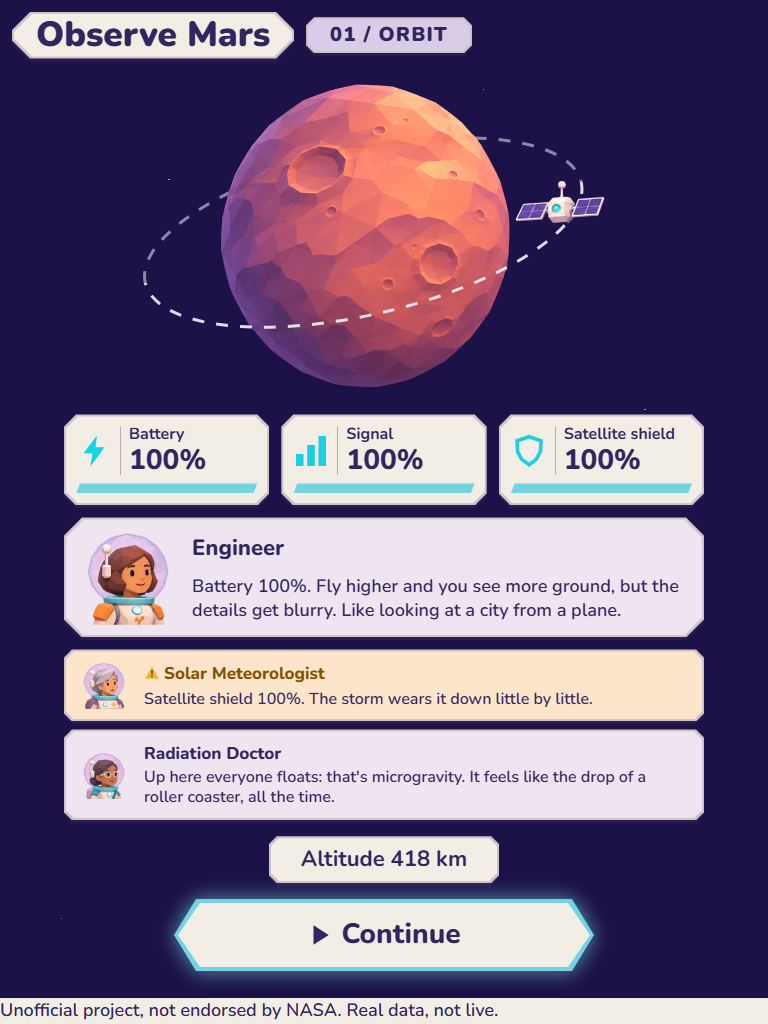 Observe Mars
01 / ORBIT
Battery
100%
Signal
100%
Satellite shield
100%
Engineer
Battery 100%. Fly higher and you see more ground, but the
details get blurry. Like looking at a city from a plane.
Solar Meteorologist
Satellite shield 100%. The storm wears it down little by little.
Radiation Doctor
Up here everyone floats: that's microgravity. It feels like the drop of a
roller coaster, all the time.
Altitude 418 km
Continue
Unofficial project, not endorsed by NASA. Real data, not live.